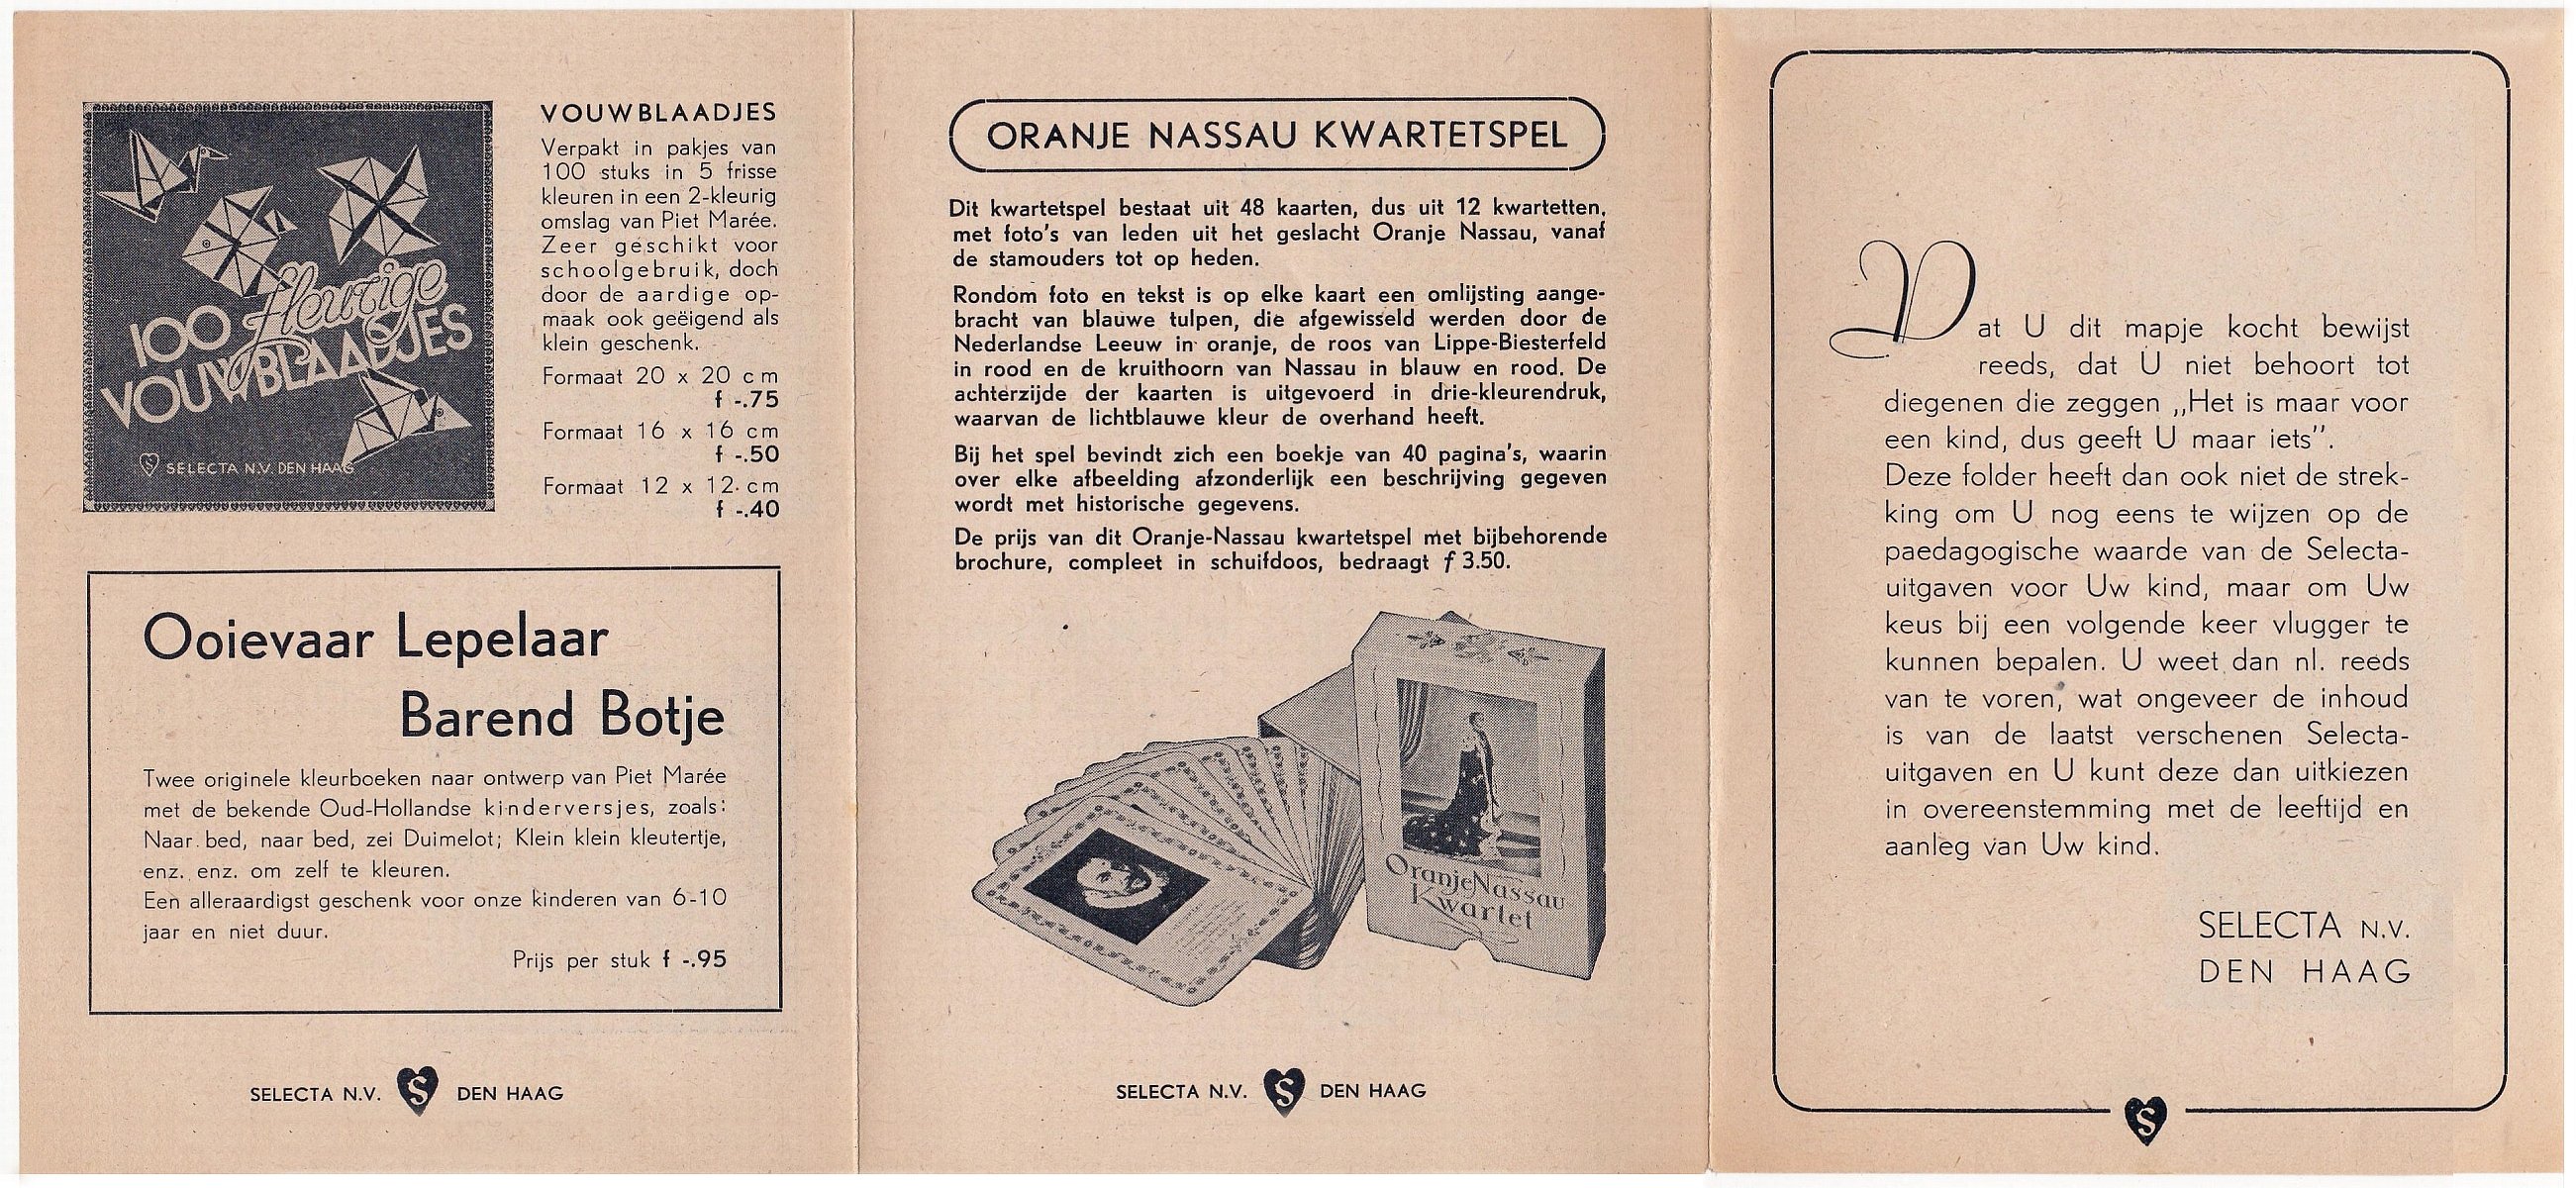 100 fleurige
VOUWBLAADJES
S SELECTA N.V. DEN HAAG
VOUWBLAADJES
Verpakt in pakjes van
100 stuks in 5 frisse
kleuren in een 2-kleurig
omslag van Piet Marée.
Zeer geschikt voor
schoolgebruik, doch
door de aardige op-
maak ook geëigend als
klein geschenk.
Formaat 20 x 20 cm
f -.75
Formaat 16 x 16 cm
f -.50
Formaat 12 x 12 cm
f -.40
Ooievaar Lepelaar
Barend Botje
Twee originele kleurboeken naar ontwerp van Piet Marée
met de bekende Oud-Hollandse kinderversjes, zoals:
Naar bed, naar bed, zei Duimelot; Klein klein kleutertje,
enz. enz. om zelf te kleuren.
Een alleraardigst geschenk voor onze kinderen van 6-10
jaar en niet duur.
Prijs per stuk f -.95
SELECTA N.V. S DEN HAAG
ORANJE NASSAU KWARTETSPEL
Dit kwartetspel bestaat uit 48 kaarten, dus uit 12 kwartetten,
met foto's van leden uit het geslacht Oranje Nassau, vanaf
de stamouders tot op heden.
Rondom foto en tekst is op elke kaart een omlijsting aange-
bracht van blauwe tulpen, die afgewisseld werden door de
Nederlandse Leeuw in oranje, de roos van Lippe-Biesterfeld
in rood en de kruithoorn van Nassau in blauw en rood. De
achterzijde der kaarten is uitgevoerd in drie-kleurendruk,
waarvan de lichtblauwe kleur de overhand heeft.
Bij het spel bevindt zich een boekje van 40 pagina's, waarin
over elke afbeelding afzonderlijk een beschrijving gegeven
wordt met historische gegevens.
De prijs van dit Oranje-Nassau kwartetspel met bijbehorende
brochure, compleet in schuifdoos, bedraagt f 3.50.
Oranje Nassau
Kwartet
SELECTA N.V. S DEN HAAG
Dat U dit mapje kocht bewijst
reeds, dat U niet behoort tot
diegenen die zeggen „Het is maar voor
een kind, dus geeft U maar iets”.
Deze folder heeft dan ook niet de strek-
king om U nog eens te wijzen op de
paedagogische waarde van de Selecta-
uitgaven voor Uw kind, maar om Uw
keus bij een volgende keer vlugger te
kunnen bepalen. U weet dan nl. reeds
van te voren, wat ongeveer de inhoud
is van de laatst verschenen Selecta-
uitgaven en U kunt deze dan uitkiezen
in overeenstemming met de leeftijd en
aanleg van Uw kind.
SELECTA N.V.
DEN HAAG
S